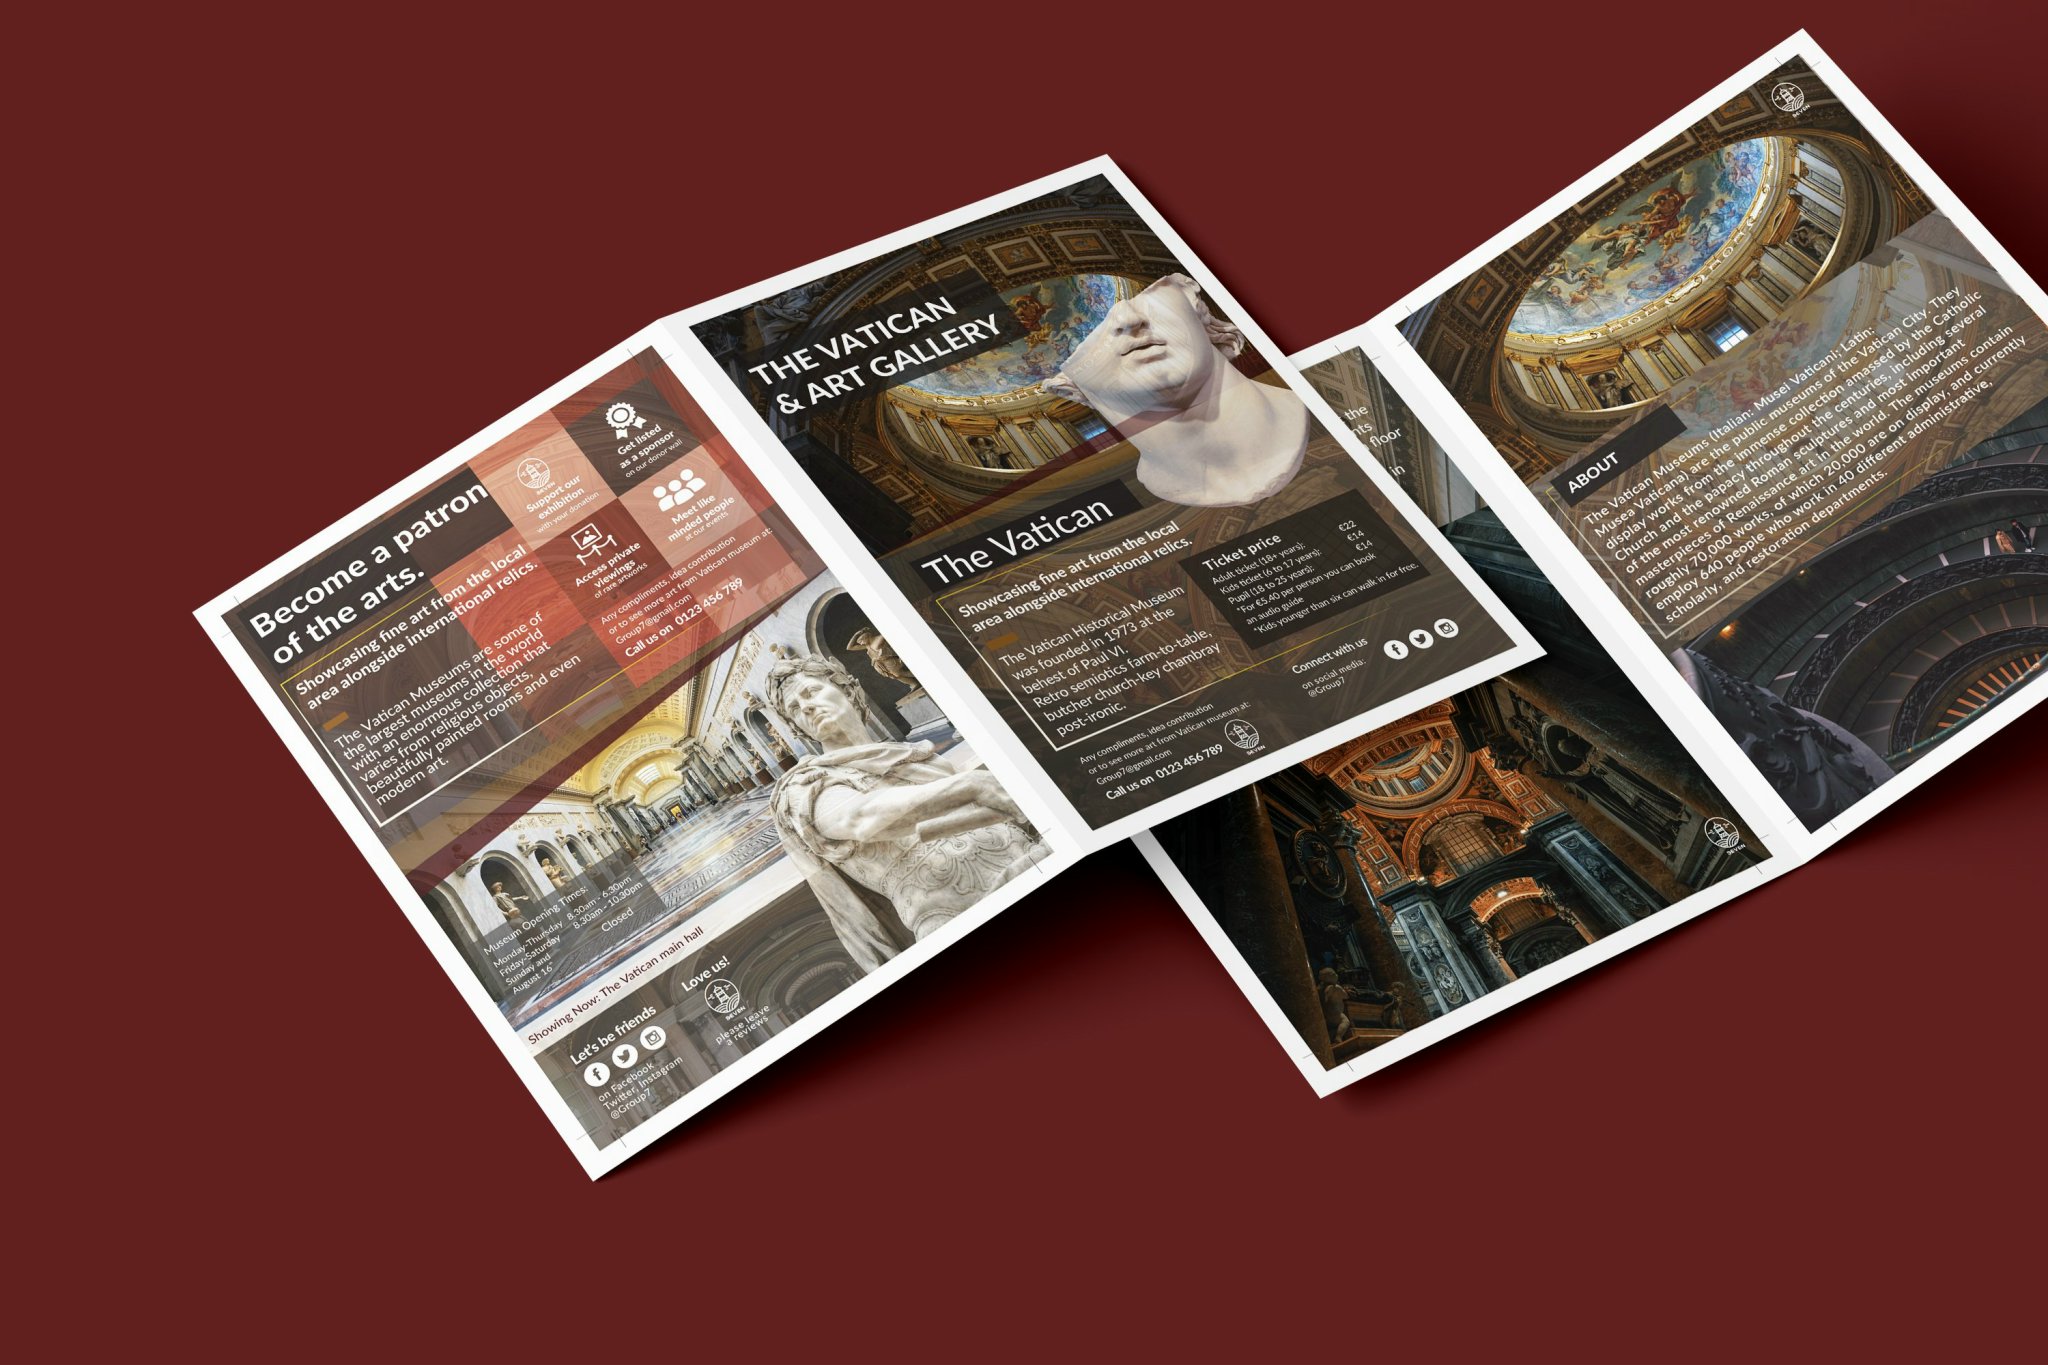 Become a patron
of the arts.
Showcasing fine art from the local
area alongside international relics.
The Vatican Museums are some of
the largest museums in the world
with an enormous collection that
varies from religious objects,
beautifully painted rooms and even
modern art.
SEVEN
Support our
exhibition
with your donation
Get listed
as a sponsor
on our donor wall
Access private
viewings
of rare artworks
Meet like
minded people
at our events
Any compliments, idea contribution
or to see more art from Vatican museum at:
Group7@gmail.com
Call us on 0123 456 789
Museum Opening Times:
Monday-Thursday 8.30am - 6.30pm
Friday-Saturday 8.30am - 10.30pm
Sunday and Closed
August 16th
Showing Now: The Vatican main hall
Let's be friends
on Facebook
Twitter, Instagram
@Group7
Love us!
SEVEN
please leave
a reviews
THE VATICAN
& ART GALLERY
The Vatican
Showcasing fine art from the local
area alongside international relics.
The Vatican Historical Museum
was founded in 1973 at the
behest of Paul VI.
Retro semiotics farm-to-table,
butcher church-key chambray
post-ironic.
Ticket price
Adult ticket (18+ years): €22
Kids ticket (6 to 17 years): €14
Pupil (18 to 25 years): €14
*For €5.40 per person you can book
an audio guide
*Kids younger than six can walk in for free.
Connect with us
on social media:
@Group7
Any compliments, idea contribution
or to see more art from Vatican museum at:
Group7@gmail.com
Call us on 0123 456 789
SEVEN
the
floor
in
SEVEN
SEVEN
ABOUT
The Vatican Museums (Italian: Musei Vaticani; Latin:
Musea Vaticana) are the public museums of the Vatican City. They
display works from the immense collection amassed by the Catholic
Church and the papacy throughout the centuries, including several
of the most renowned Roman sculptures and most important
masterpieces of Renaissance art in the world. The museums contain
roughly 70,000 works, of which 20,000 are on display, and currently
employ 640 people who work in 40 different administrative,
scholarly, and restoration departments.